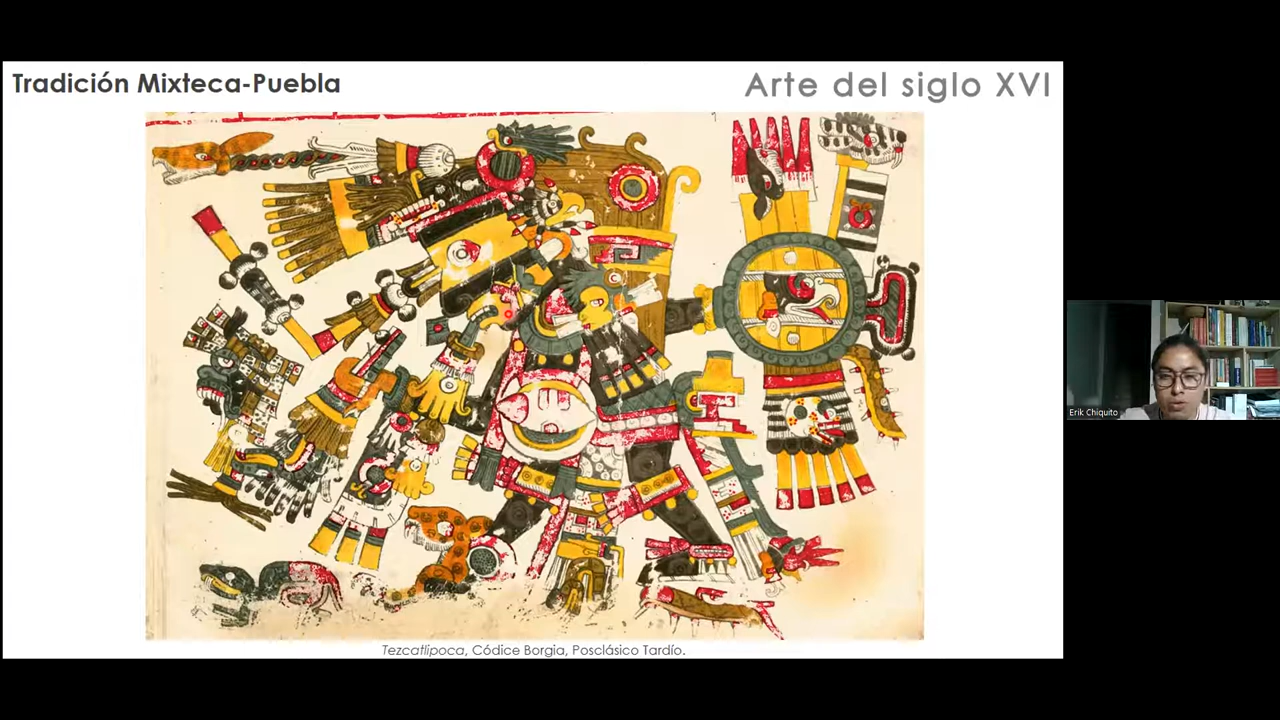 Tradición Mixteca-Puebla
Arte del siglo XVI
Erik Chiquito
Tezcatlipoca, Códice Borgia, Posclásico Tardío.